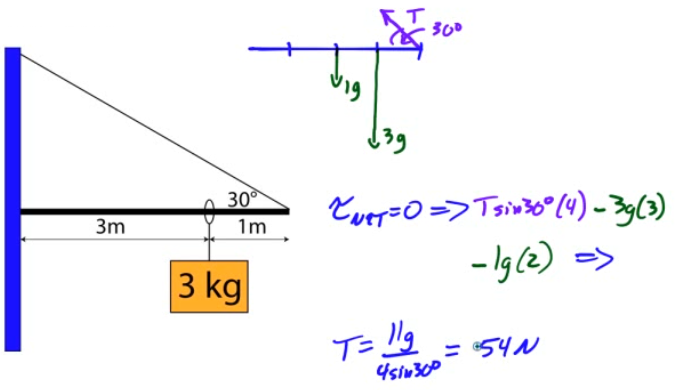 T
30°
1g
3g
30°
3m
1m
3 kg
τNET=0 => Tsin30°(4) -3g(3)
-1g(2) =>
T = 11g/4sin30° = 54N